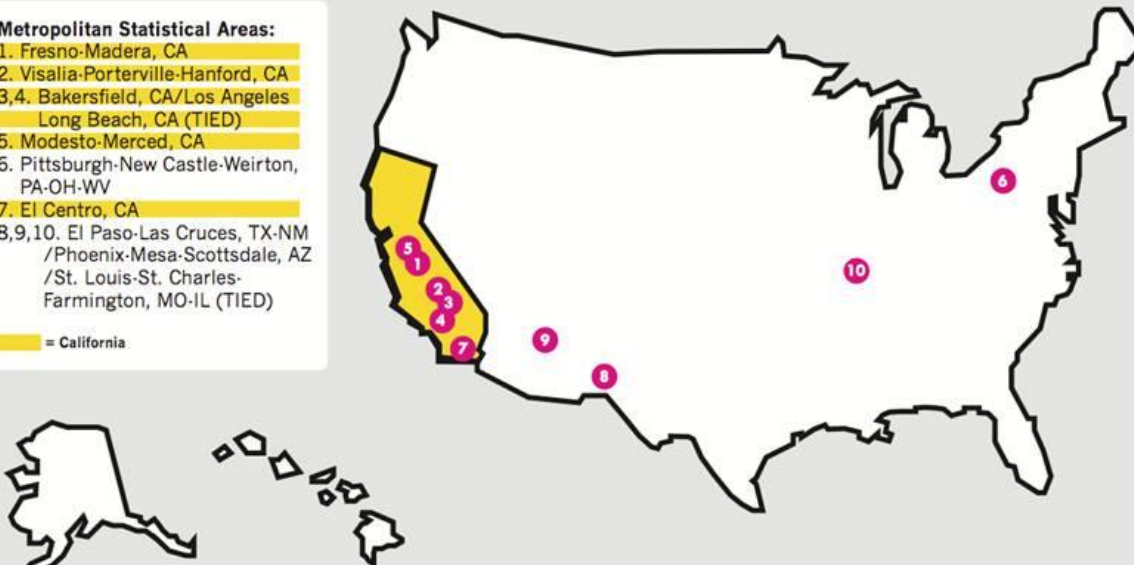 Metropolitan Statistical Areas:
1. Fresno-Madera, CA
2. Visalia-Porterville-Hanford, CA
3,4. Bakersfield, CA/Los Angeles
Long Beach, CA (TIED)
5. Modesto-Merced, CA
6. Pittsburgh-New Castle-Weirton,
PA-OH-WV
7. El Centro, CA
8,9,10. El Paso-Las Cruces, TX-NM
/Phoenix-Mesa-Scottsdale, AZ
/St. Louis-St. Charles-
Farmington, MO-IL (TIED)
= California
6
5
1
10
2
3
4
9
7
8